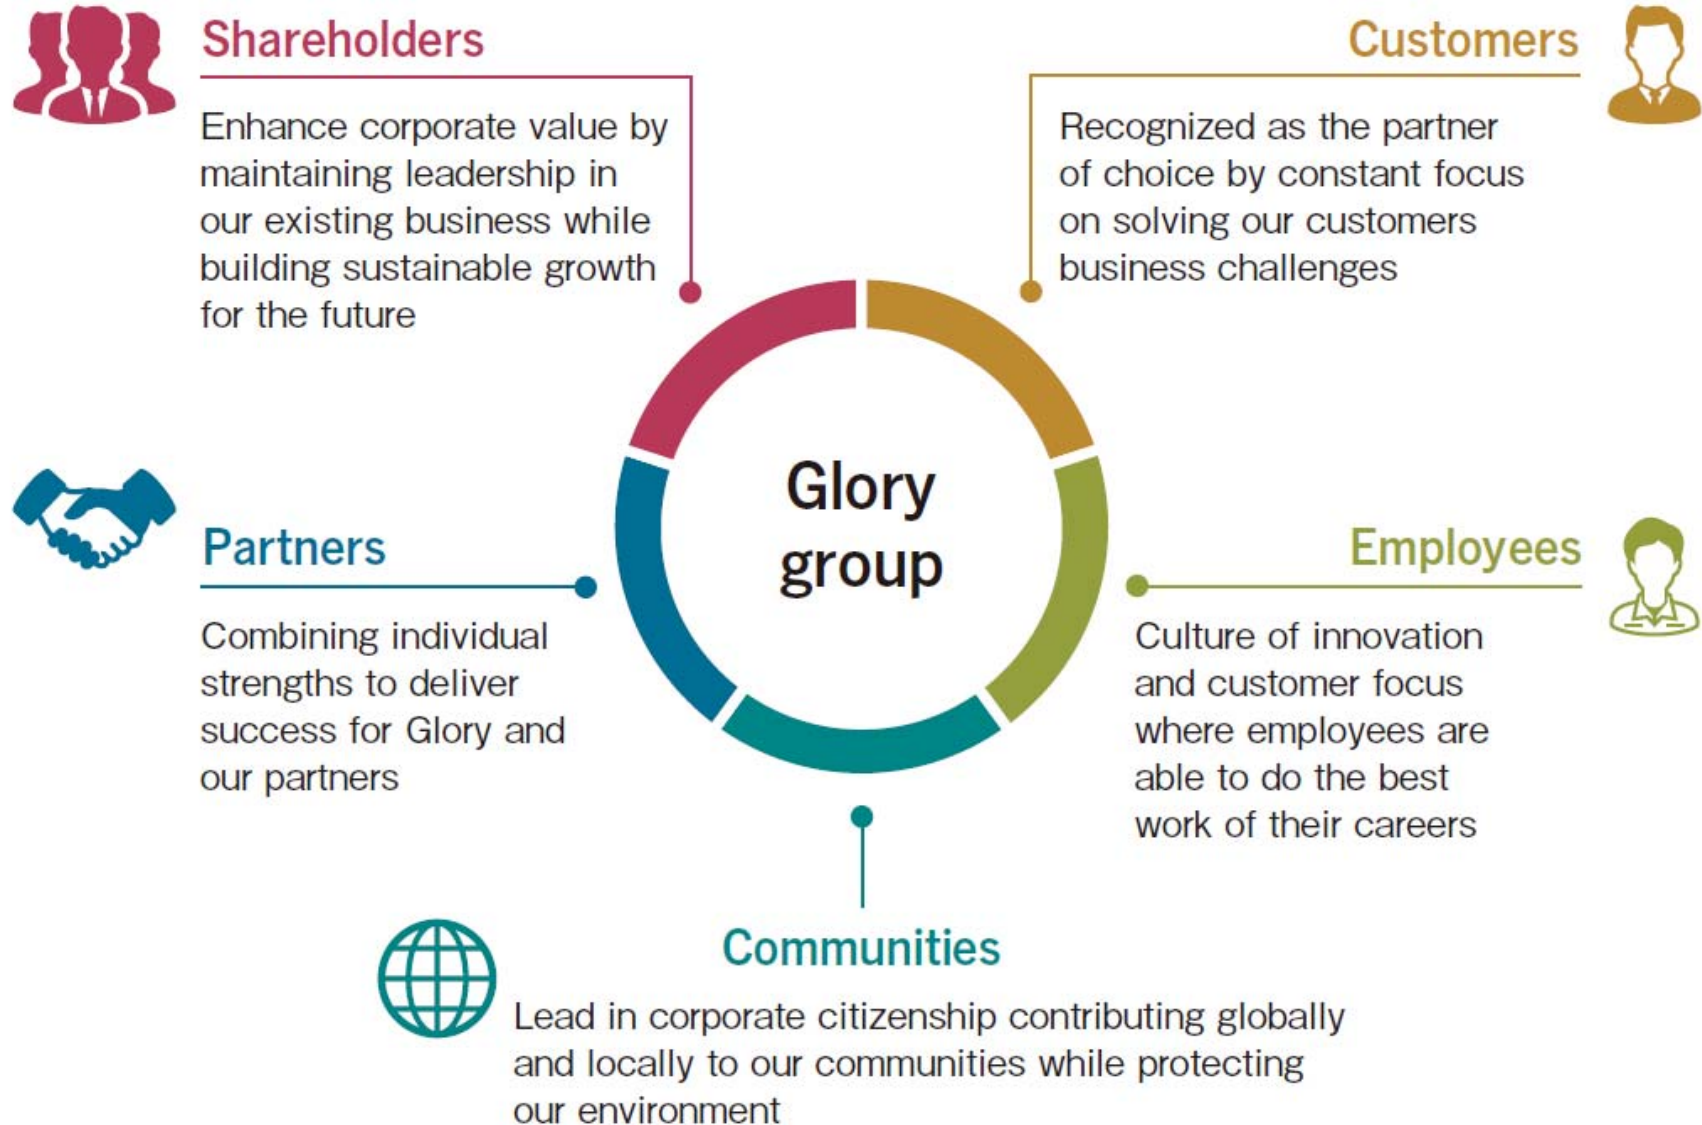 Shareholders
Enhance corporate value by
maintaining leadership in
our existing business while
building sustainable growth
for the future
Customers
Recognized as the partner
of choice by constant focus
on solving our customers
business challenges
Glory
group
Partners
Combining individual
strengths to deliver
success for Glory and
our partners
Employees
Culture of innovation
and customer focus
where employees are
able to do the best
work of their careers
Communities
Lead in corporate citizenship contributing globally
and locally to our communities while protecting
our environment